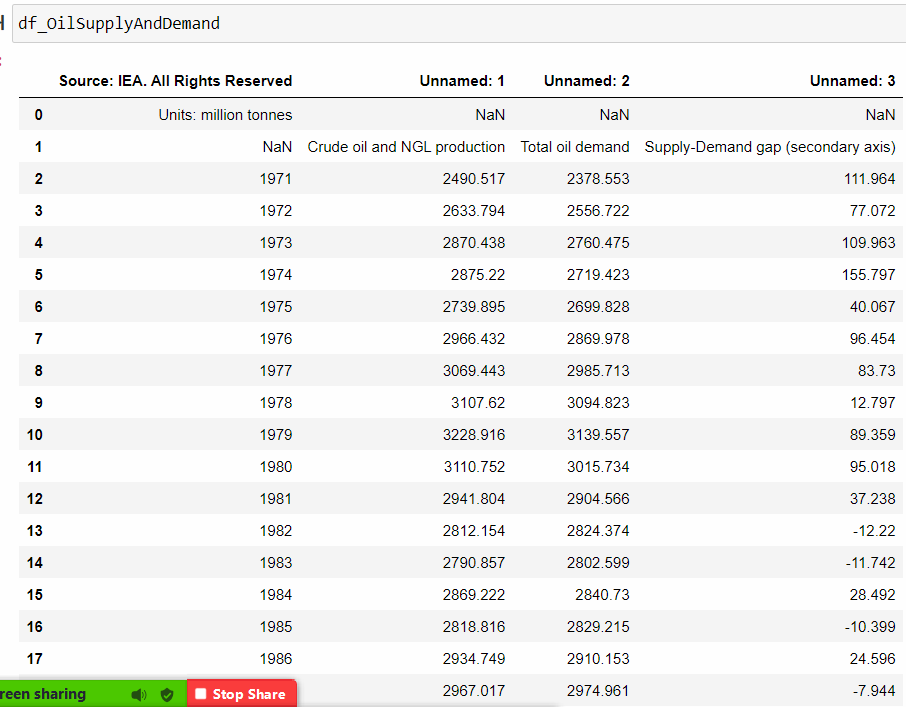 df_OilSupplyAndDemand
Source: IEA. All Rights Reserved Unnamed: 1 Unnamed: 2 Unnamed: 3
0 Units: million tonnes NaN NaN NaN
1 NaN Crude oil and NGL production Total oil demand Supply-Demand gap (secondary axis)
2 1971 2490.517 2378.553 111.964
3 1972 2633.794 2556.722 77.072
4 1973 2870.438 2760.475 109.963
5 1974 2875.22 2719.423 155.797
6 1975 2739.895 2699.828 40.067
7 1976 2966.432 2869.978 96.454
8 1977 3069.443 2985.713 83.73
9 1978 3107.62 3094.823 12.797
10 1979 3228.916 3139.557 89.359
11 1980 3110.752 3015.734 95.018
12 1981 2941.804 2904.566 37.238
13 1982 2812.154 2824.374 -12.22
14 1983 2790.857 2802.599 -11.742
15 1984 2869.222 2840.73 28.492
16 1985 2818.816 2829.215 -10.399
17 1986 2934.749 2910.153 24.596
2967.017 2974.961 -7.944
reen sharing Stop Share